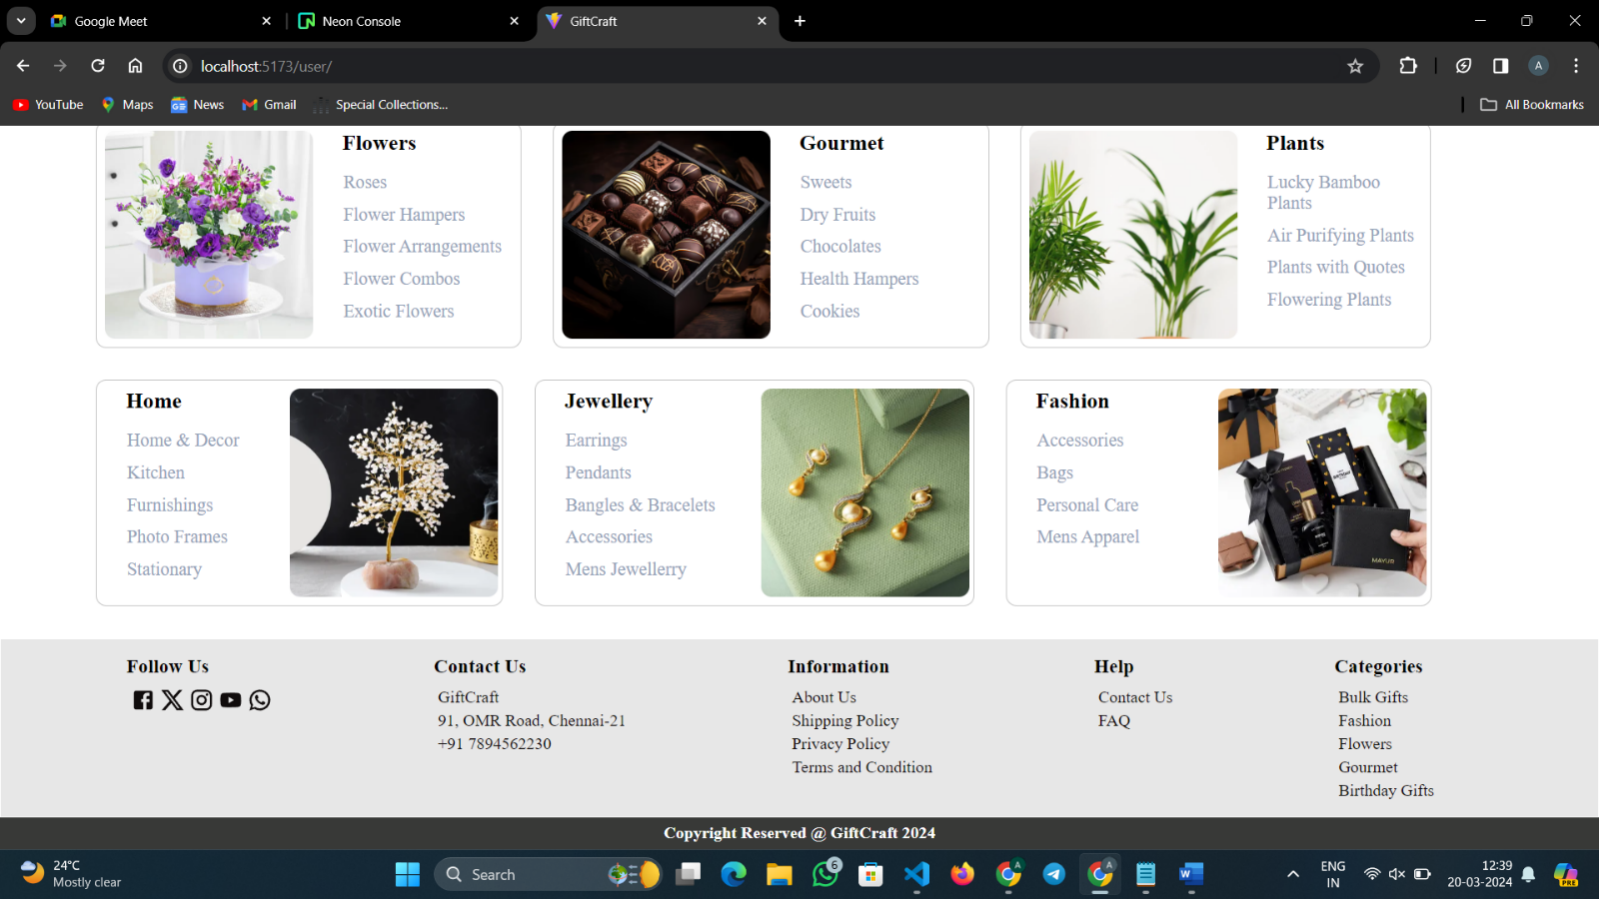 Google Meet
Neon Console
GiftCraft
localhost:5173/user/
A
YouTube
Maps
News
Gmail
Special Collections...
All Bookmarks
Flowers
Roses
Flower Hampers
Flower Arrangements
Flower Combos
Exotic Flowers
Gourmet
Sweets
Dry Fruits
Chocolates
Health Hampers
Cookies
Plants
Lucky Bamboo
Plants
Air Purifying Plants
Plants with Quotes
Flowering Plants
Home
Home & Decor
Kitchen
Furnishings
Photo Frames
Stationary
Jewellery
Earrings
Pendants
Bangles & Bracelets
Accessories
Mens Jewellerry
Fashion
Accessories
Bags
Personal Care
Mens Apparel
MAYUR
Follow Us
Contact Us
GiftCraft
91, OMR Road, Chennai-21
+91 7894562230
Information
About Us
Shipping Policy
Privacy Policy
Terms and Condition
Help
Contact Us
FAQ
Categories
Bulk Gifts
Fashion
Flowers
Gourmet
Birthday Gifts
Copyright Reserved @ GiftCraft 2024
24°C
Mostly clear
Search
6
A
A
ENG
IN
12:39
20-03-2024
PRE